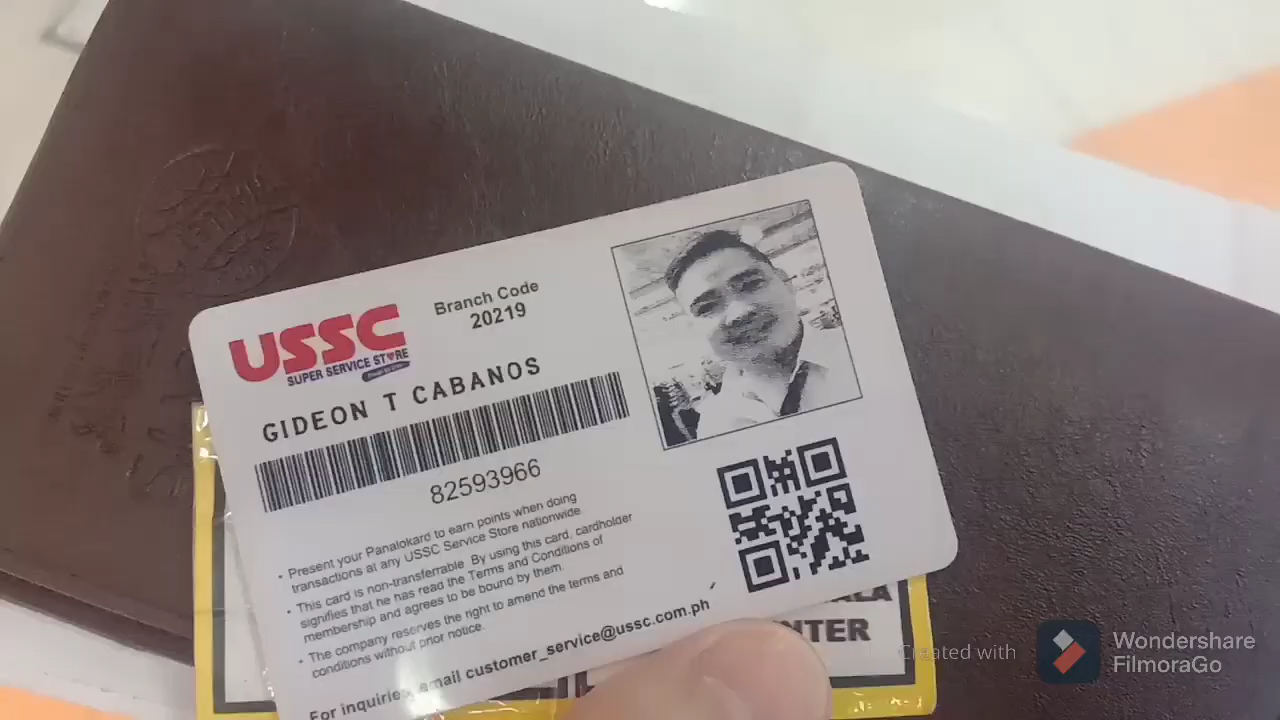 USSC
SUPER SERVICE STORE
Branch Code
20219
GIDEON T CABANOS
82593966
• Present your Panalokard to earn points when doing
transactions at any USSC Service Store nationwide.
• This card is non-transferrable. By using this card, cardholder
signifies that he has read the Terms and Conditions of
membership and agrees to be bound by them.
• The company reserves the right to amend the terms and
conditions without prior notice.
For inquiries, email customer_service@ussc.com.ph
Created with
Wondershare
FilmoraGo